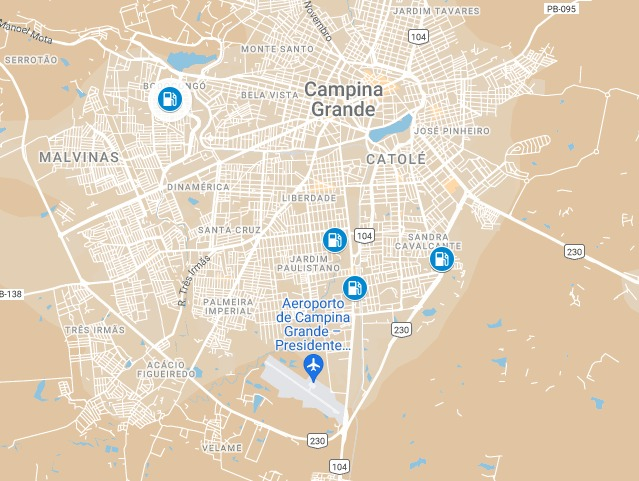 Manoel Mota
SERROTÃO
Novembro
JARDIM TAVARES
PB-095
104
MONTE SANTO
BELA VISTA
Campina
Grande
JOSÉ PINHEIRO
MALVINAS
CATOLÉ
DINAMÉRICA
LIBERDADE
SANTA CRUZ
104
SANDRA
CAVALCANTE
230
JARDIM
PAULISTANO
R. Três Irmãs
B-138
PALMEIRA
IMPERIAL
Aeroporto
de Campina
Grande –
Presidente...
TRÊS IRMÃS
230
ACÁCIO
FIGUEIREDO
VELAME
230
104